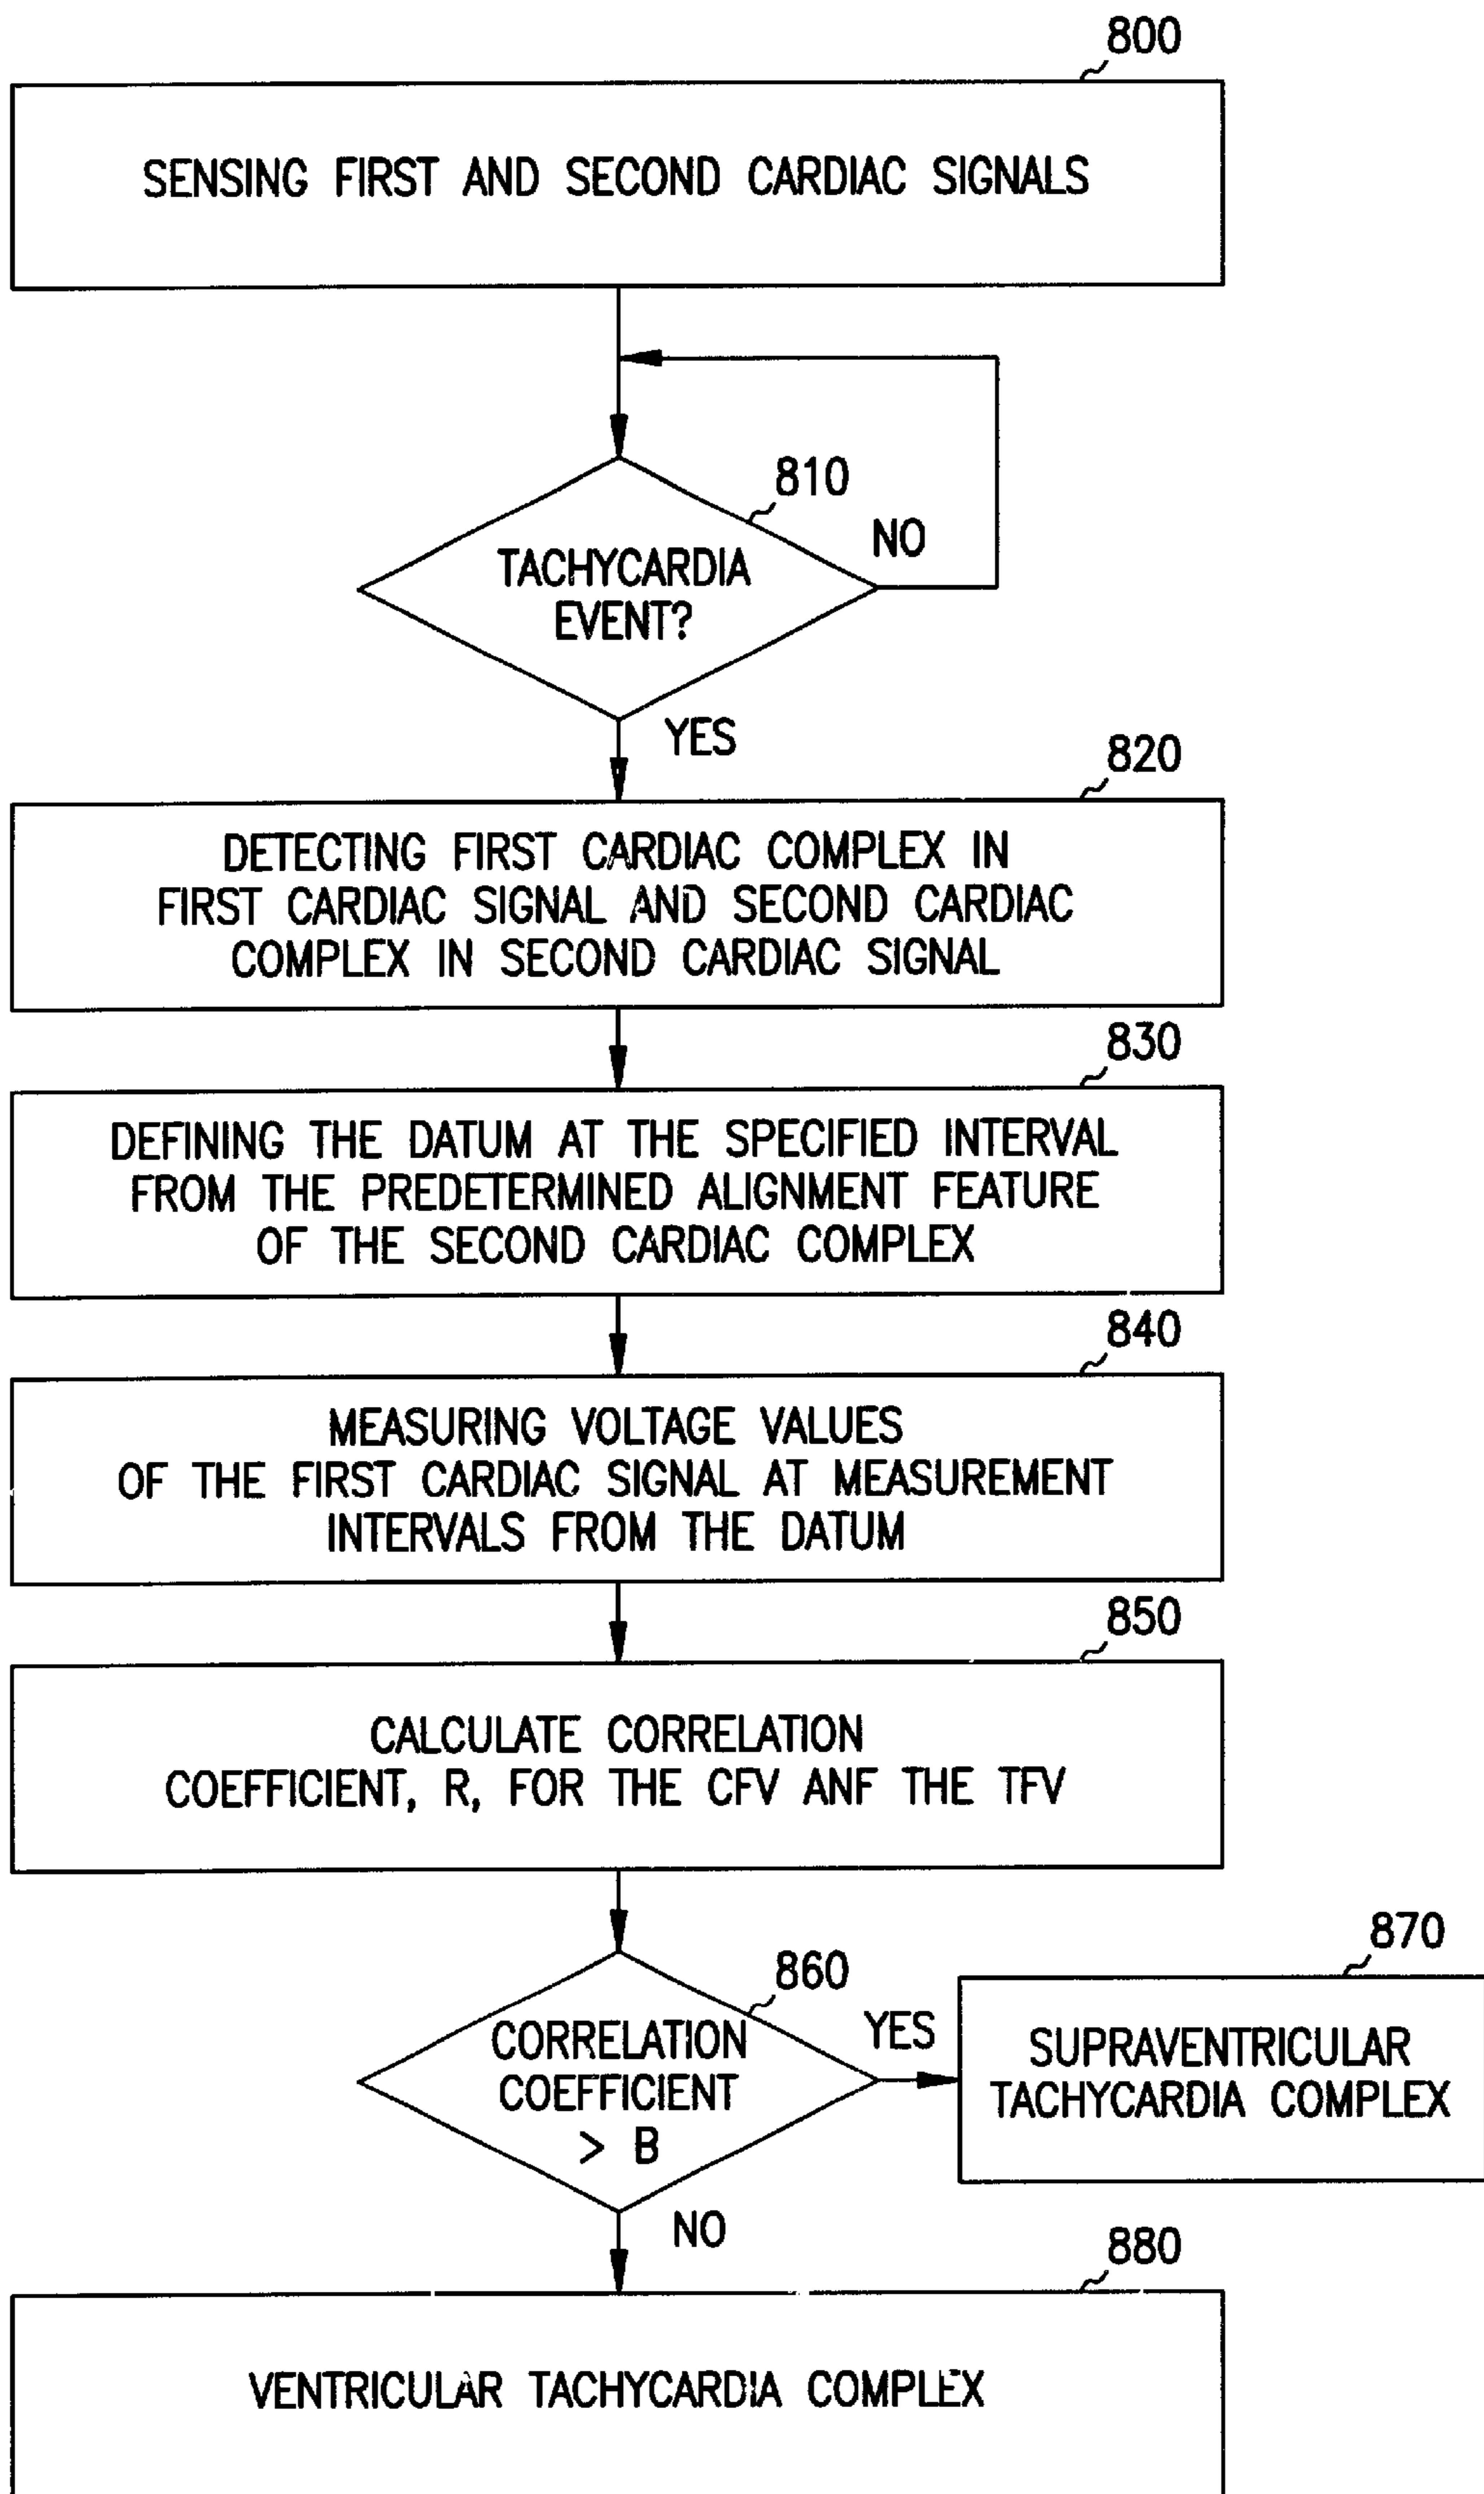 800
SENSING FIRST AND SECOND CARDIAC SIGNALS
810
NO
TACHYCARDIA
EVENT?
YES
820
DETECTING FIRST CARDIAC COMPLEX IN
FIRST CARDIAC SIGNAL AND SECOND CARDIAC
COMPLEX IN SECOND CARDIAC SIGNAL
830
DEFINING THE DATUM AT THE SPECIFIED INTERVAL
FROM THE PREDETERMINED ALIGNMENT FEATURE
OF THE SECOND CARDIAC COMPLEX
840
MEASURING VOLTAGE VALUES
OF THE FIRST CARDIAC SIGNAL AT MEASUREMENT
INTERVALS FROM THE DATUM
850
CALCULATE CORRELATION
COEFFICIENT, R, FOR THE CFV ANF THE TFV
860
CORRELATION
COEFFICIENT
> B
YES
870
SUPRAVENTRICULAR
TACHYCARDIA COMPLEX
NO
880
VENTRICULAR TACHYCARDIA COMPLEX